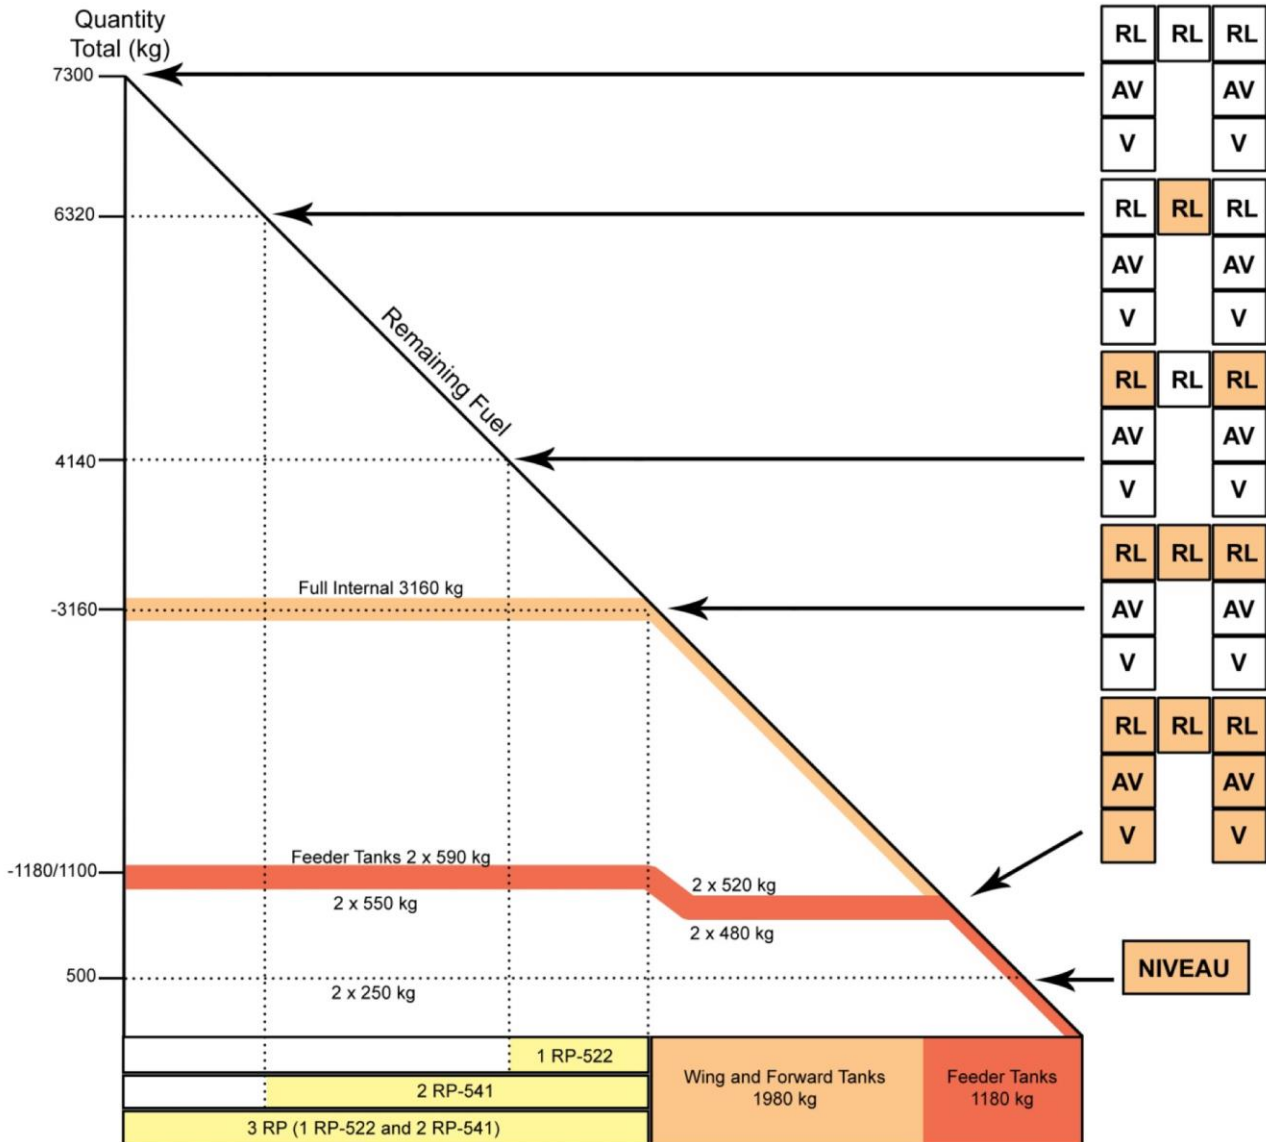 Quantity
Total (kg)
7300
6320
4140
-3160
-1180/1100
500
Remaining Fuel
Full Internal 3160 kg
Feeder Tanks 2 x 590 kg
2 x 550 kg
2 x 520 kg
2 x 480 kg
2 x 250 kg
1 RP-522
2 RP-541
3 RP (1 RP-522 and 2 RP-541)
Wing and Forward Tanks
1980 kg
Feeder Tanks
1180 kg
RL RL RL
AV AV
V V
RL RL RL
AV AV
V V
RL RL RL
AV AV
V V
RL RL RL
AV AV
V V
RL RL RL
AV AV
V V
NIVEAU